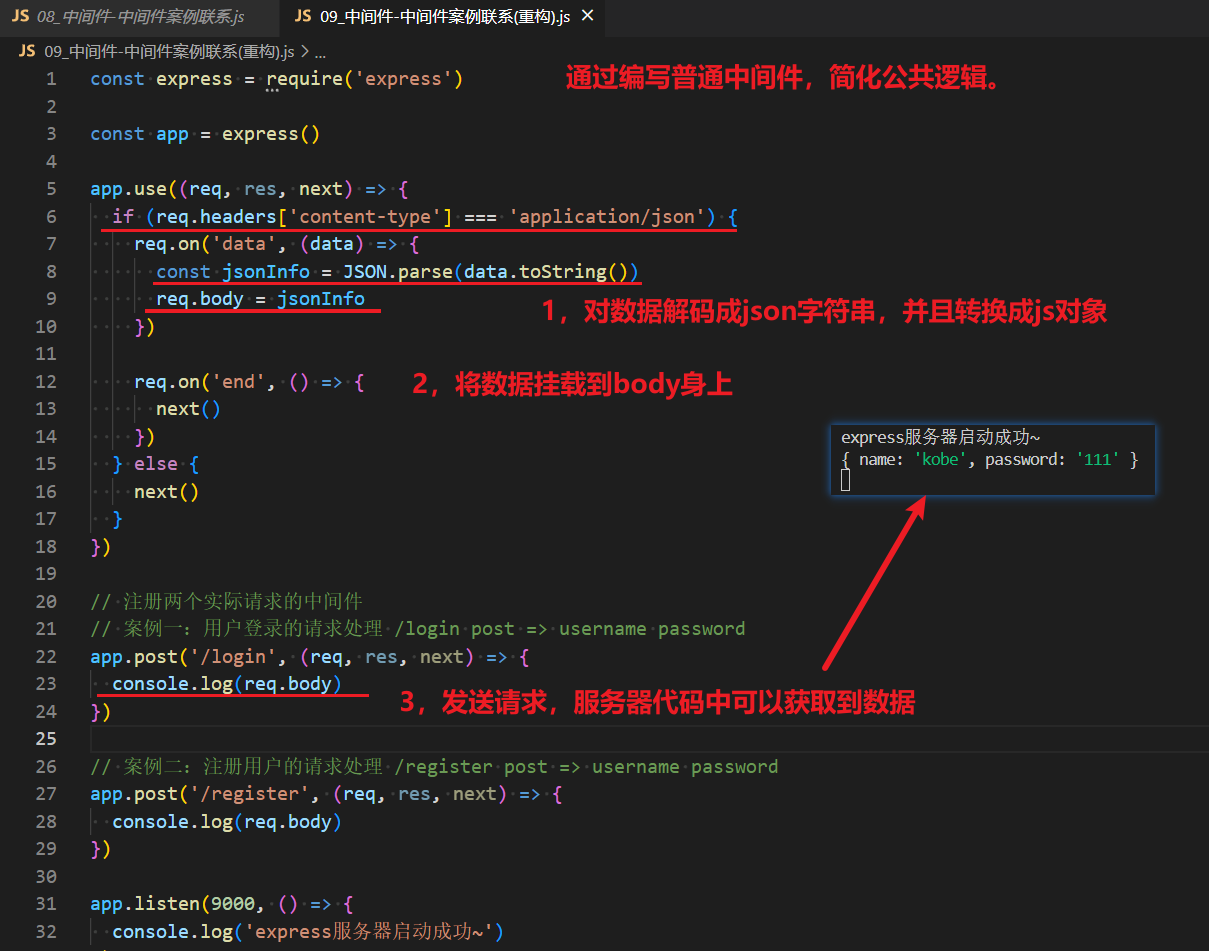 JS 08_中间件-中间件案例联系.js JS 09_中间件-中间件案例联系(重构).js ×
JS 09_中间件-中间件案例联系(重构).js > ...
1 const express = require('express')
通过编写普通中间件，简化公共逻辑。
2
3 const app = express()
4
5 app.use((req, res, next) => {
6 if (req.headers['content-type'] === 'application/json') {
7 req.on('data', (data) => {
8 const jsonInfo = JSON.parse(data.toString())
9 req.body = jsonInfo
1，对数据解码成json字符串，并且转换成js对象
10 })
11
12 req.on('end', () => {
2，将数据挂载到body身上
13 next()
14 })
express服务器启动成功~
{ name: 'kobe', password: '111' }
15 } else {
16 next()
17 }
18 })
19
20 // 注册两个实际请求的中间件
21 // 案例一: 用户登录的请求处理 /login post => username password
22 app.post('/login', (req, res, next) => {
23 console.log(req.body)
3，发送请求，服务器代码中可以获取到数据
24 })
25
26 // 案例二: 注册用户的请求处理 /register post => username password
27 app.post('/register', (req, res, next) => {
28 console.log(req.body)
29 })
30
31 app.listen(9000, () => {
32 console.log('express服务器启动成功~')